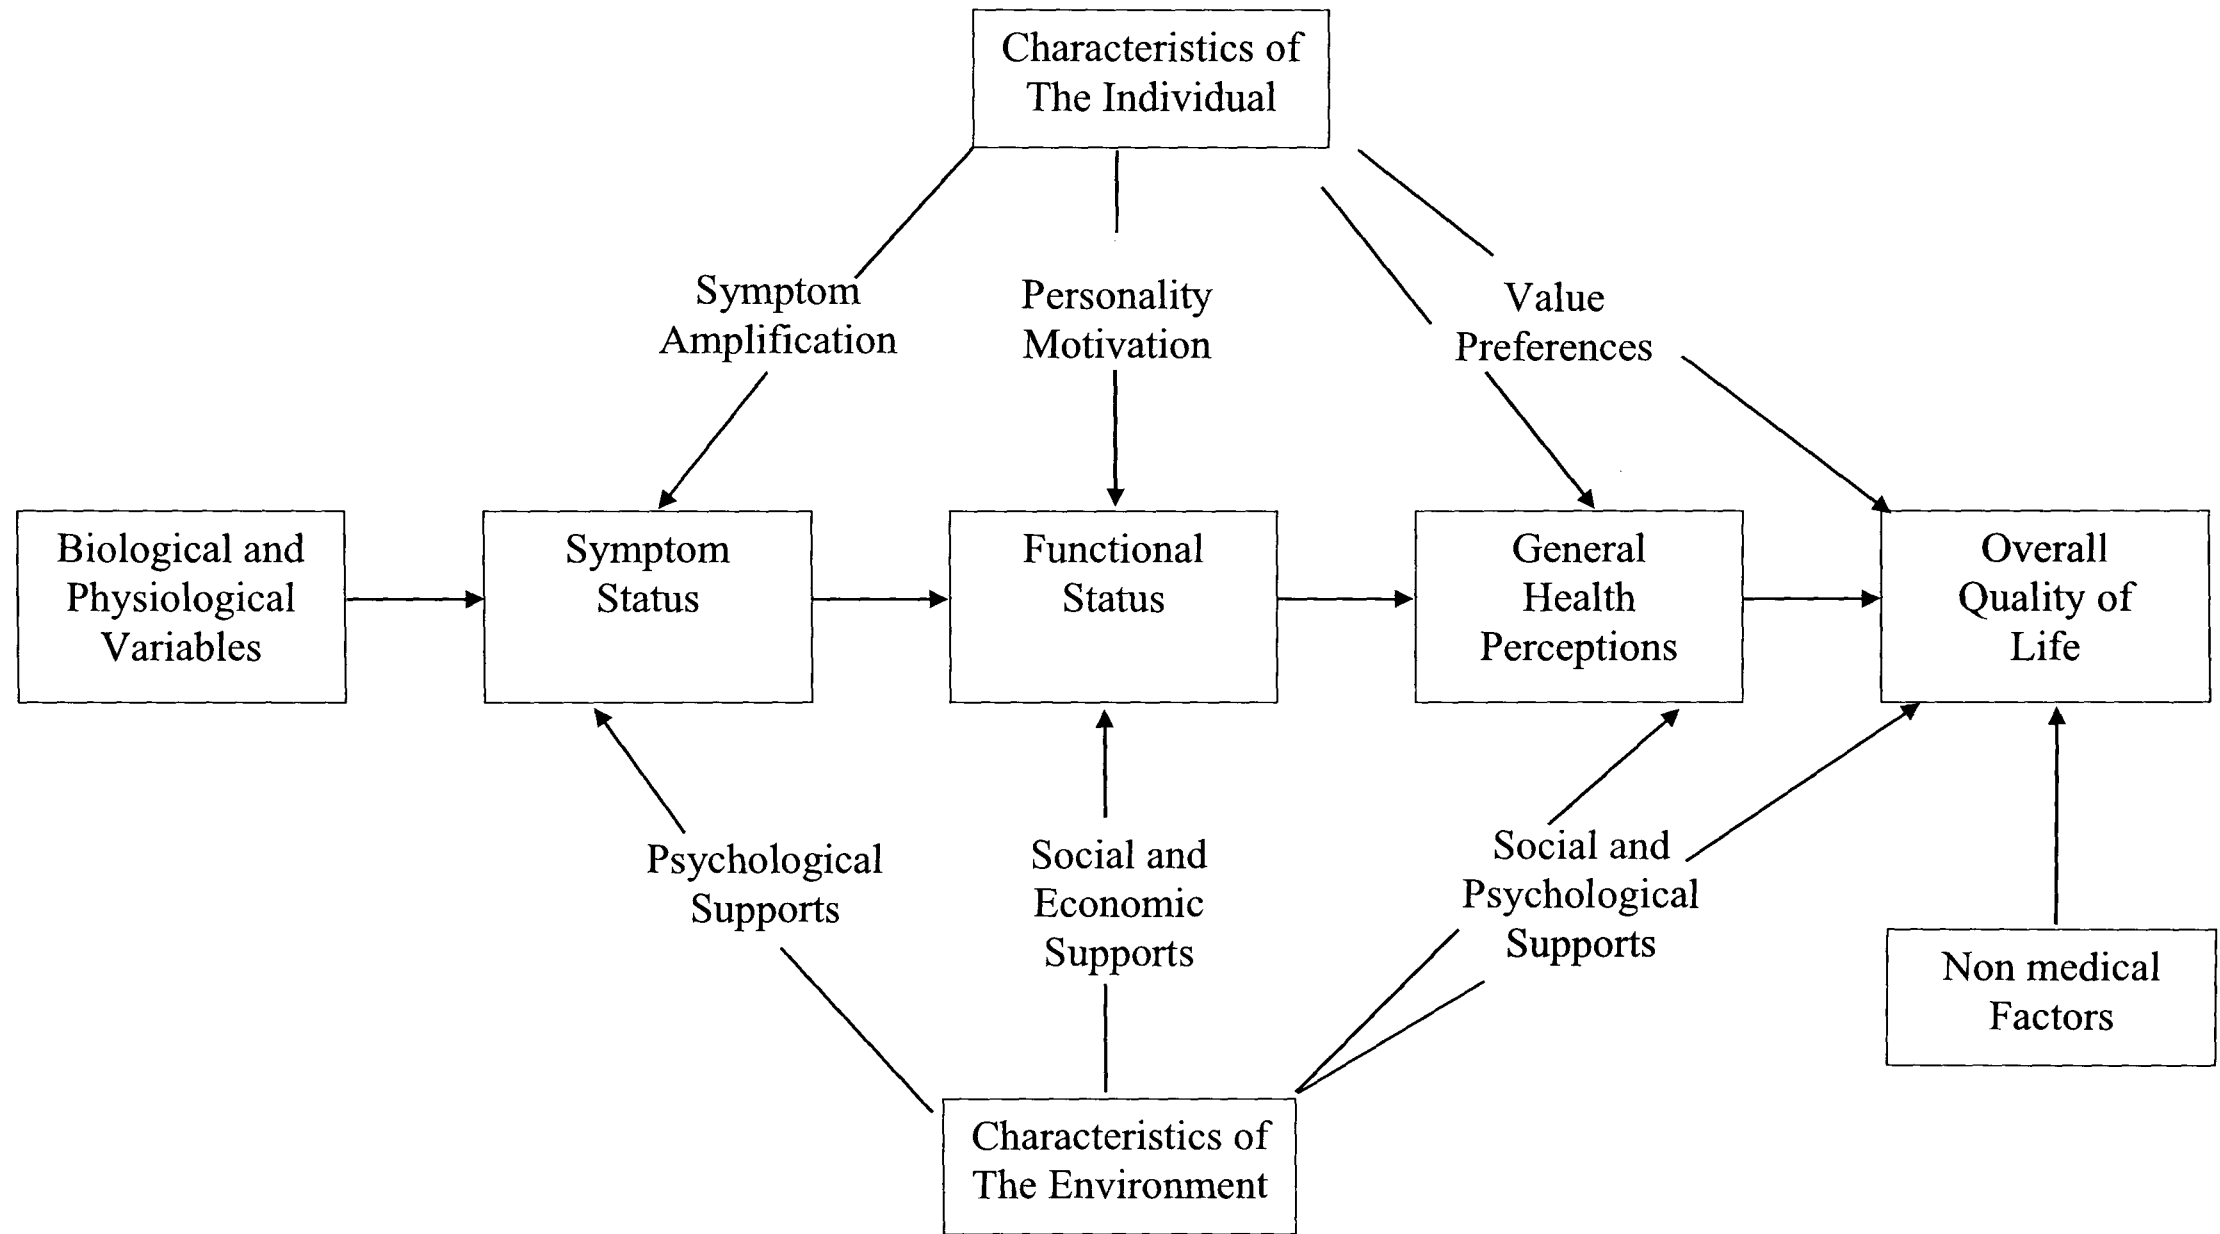 Characteristics of
The Individual
Symptom
Amplification
Personality
Motivation
Value
Preferences
Biological and
Physiological
Variables
Symptom
Status
Functional
Status
General
Health
Perceptions
Overall
Quality of
Life
Psychological
Supports
Social and
Economic
Supports
Social and
Psychological
Supports
Non medical
Factors
Characteristics of
The Environment